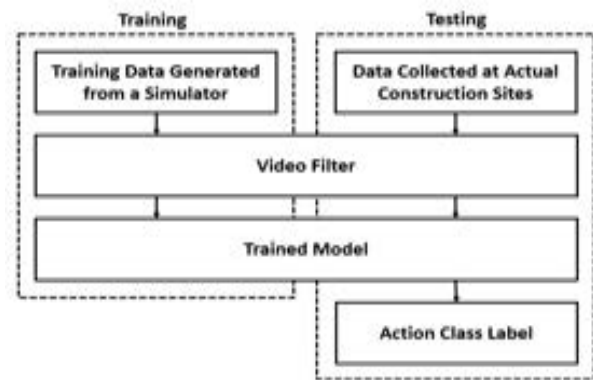 Training
Testing
Training Data Generated
from a Simulator
Data Collected at Actual
Construction Sites
Video Filter
Trained Model
Action Class Label